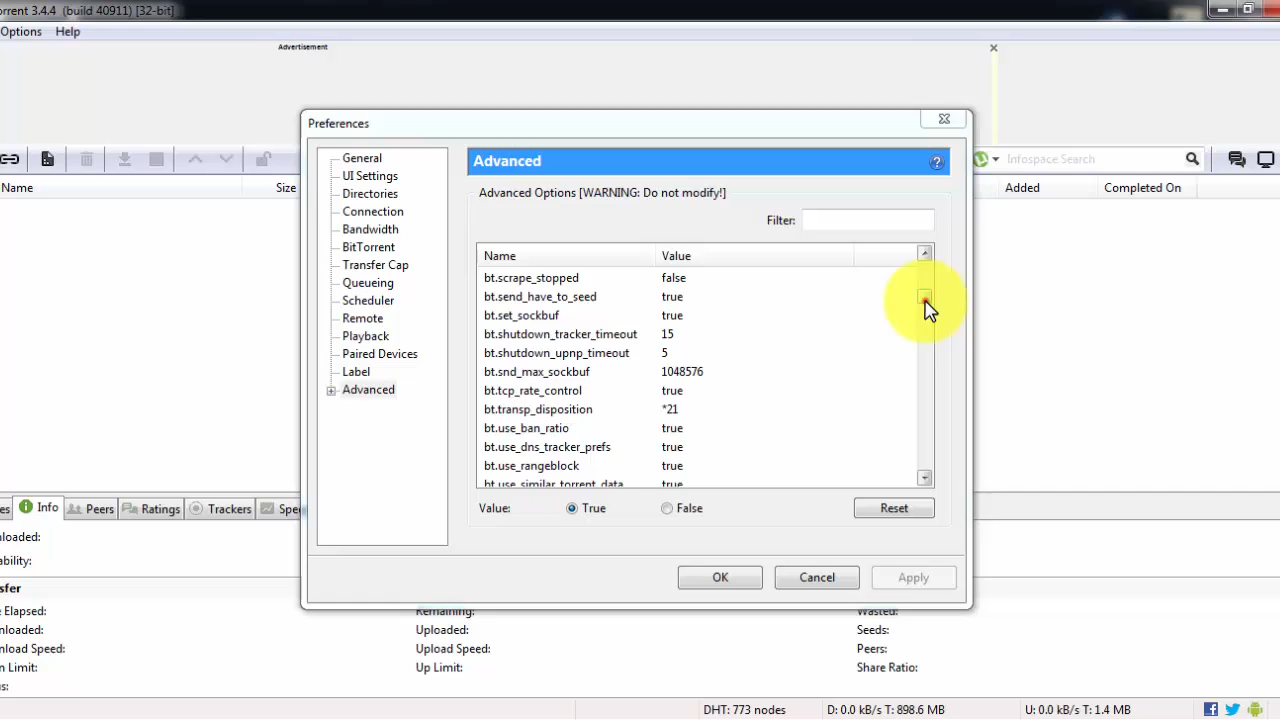 orrent 3.4.4 (build 40911) [32-bit]
Options Help
Advertisement
Preferences
General
UI Settings
Directories
Connection
Bandwidth
BitTorrent
Transfer Cap
Queueing
Scheduler
Remote
Playback
Paired Devices
Label
Advanced
Advanced
Advanced Options [WARNING: Do not modify!]
Filter:
Name Value
bt.scrape_stopped false
bt.send_have_to_seed true
bt.set_sockbuf true
bt.shutdown_tracker_timeout 15
bt.shutdown_upnp_timeout 5
bt.snd_max_sockbuf 1048576
bt.tcp_rate_control true
bt.transp_disposition *21
bt.use_ban_ratio true
bt.use_dns_tracker_prefs true
bt.use_rangeblock true
bt.use_similar_torrent_data
Value: True False Reset
OK Cancel Apply
Infospace Search
Name Size Added Completed On
es Info Peers Ratings Trackers Spee
nloaded:
ability:
sfer
e Elapsed: Remaining: Wasted:
nloaded: Uploaded: Seeds:
nload Speed: Upload Speed: Peers:
n Limit: Up Limit: Share Ratio:
s:
DHT: 773 nodes D: 0.0 kB/s T: 898.6 MB U: 0.0 kB/s T: 1.4 MB